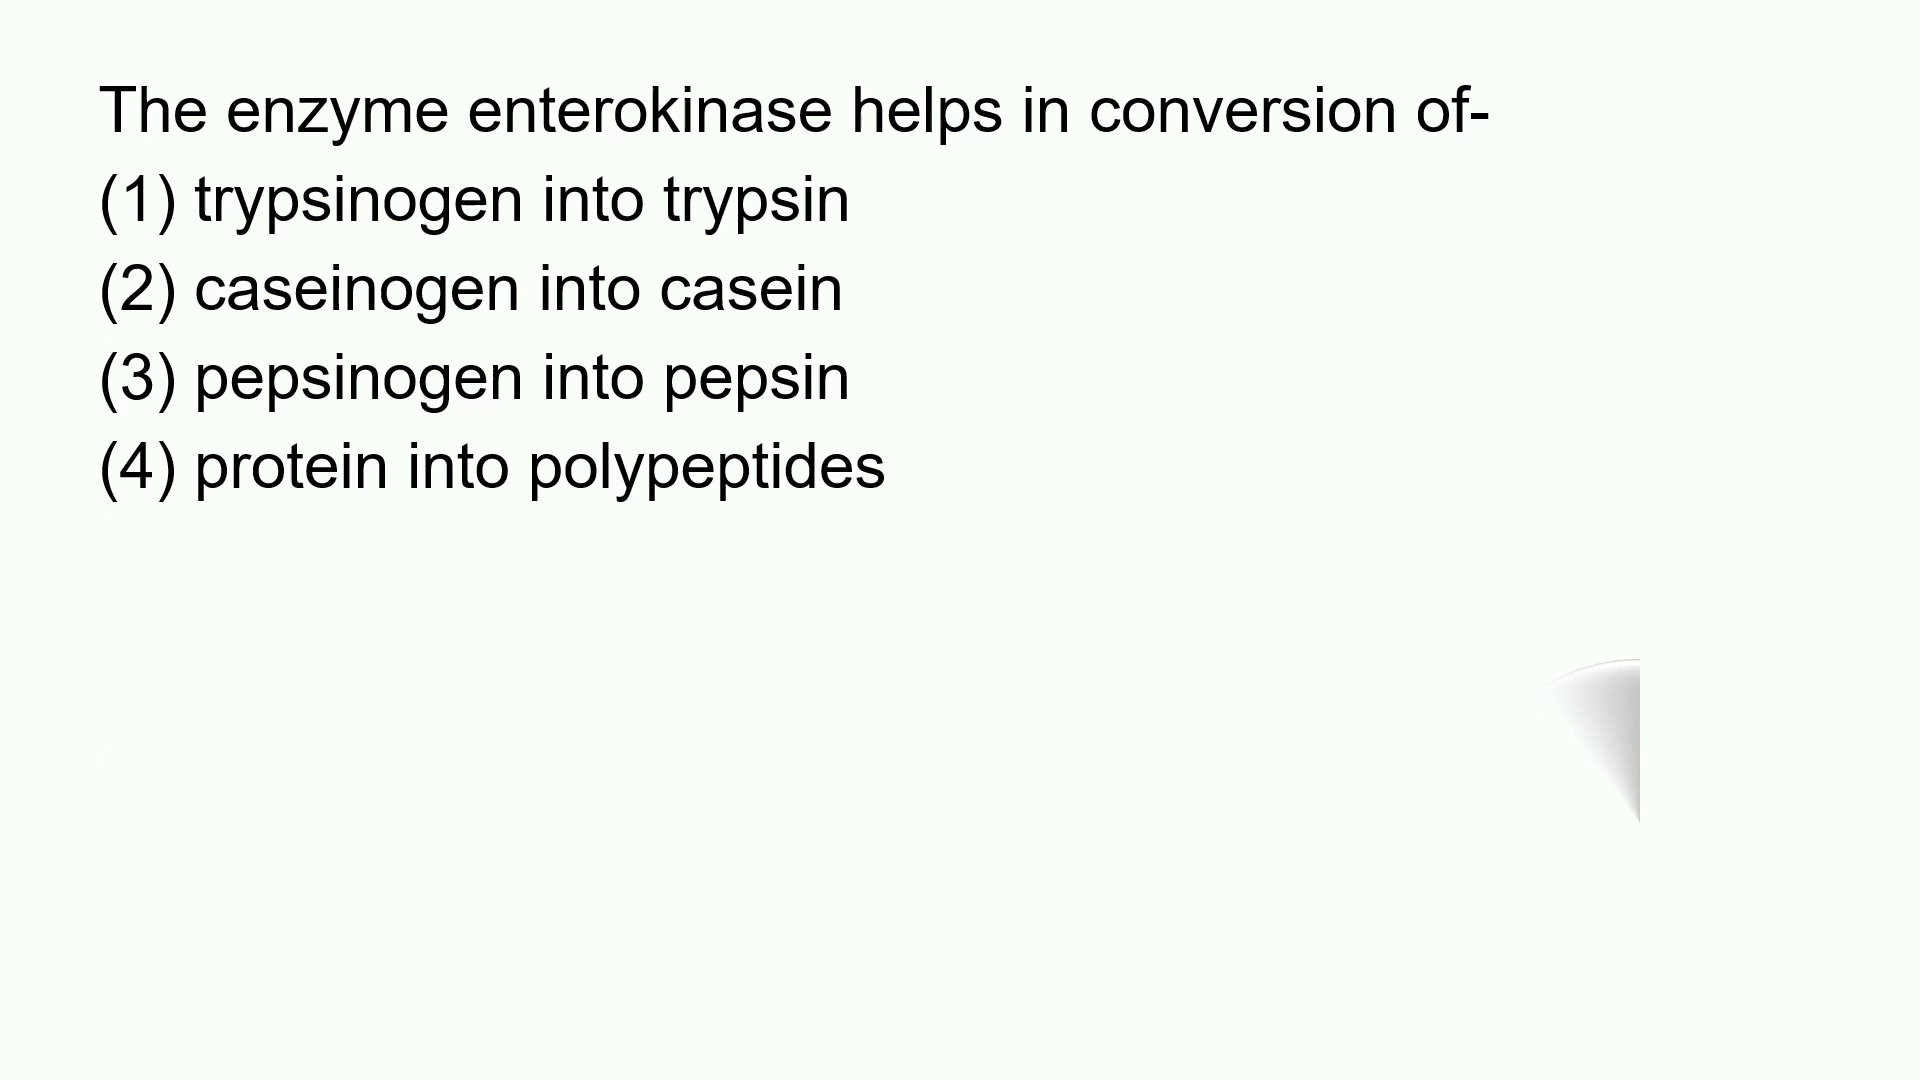 The enzyme enterokinase helps in conversion of-
(1) trypsinogen into trypsin
(2) caseinogen into casein
(3) pepsinogen into pepsin
(4) protein into polypeptides